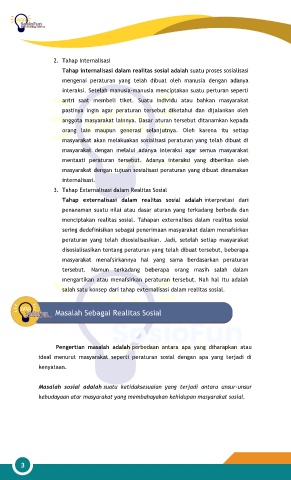 2. Tahap Internalisasi
Tahap internalisasi dalam realitas sosial adalah suatu proses sosialisasi
mengenai peraturan yang telah dibuat oleh manusia dengan adanya
interaksi. Setelah manusia-manusia menciptakan suatu perturan seperti
antri saat membeli tiket. Suatu individu atau bahkan masyarakat
pastinya ingin agar peraturan tersebut diketahui dan dijalankan oleh
anggota masyarakat lainnya. Dasar aturan tersebut ditanamkan kepada
orang lain maupun generasi selanjutnya. Oleh karena itu setiap
masyarakat akan melakuakan sosialisasi peraturan yang telah dibuat di
masyarakat dengan melalui adanya interaksi agar semua masyarakat
mentaati peraturan tersebut. Adanya interaksi yang diberikan oleh
masyarakat dengan tujuan sosialisasi peraturan yang dibuat dinamakan
internalisasi.
3. Tahap Externalisasi dalam Realitas Sosial
Tahap externalisasi dalam realitas sosial adalah interpretasi dari
penanaman suatu nilai atau dasar aturan yang terkadang berbeda dan
menciptakan realitas sosial. Tahapan externalises dalam realitas sosial
sering dedefinisikan sebagai penerimaan masyarakat dalam menafsirkan
peraturan yang telah disosialisasikan. Jadi, setelah setiap masyarakat
disosialisasikan tentang peraturan yang telah dibuat tersebut, beberapa
masyarakat menafsirkannya hal yang sama berdasarkan peraturan
tersebut. Namun terkadang beberapa orang masih salah dalam
mengartikan atau menafsirkan peraturan tersebut. Nah hal itu adalah
salah satu konsep dari tahap externalisasi dalam realitas sosial.
Masalah Sebagai Realitas Sosial
SosioFun
Pengertian masalah adalah perbedaan antara apa yang diharapkan atau
ideal menurut masyarakat seperti peraturan sosial dengan apa yang terjadi di
kenyataan.
Masalah sosial adalah suatu ketidaksesuaian yang terjadi antara unsur-unsur
kebudayaan atar masyarakat yang membahayakan kehidupan masyarakat sosial.
3